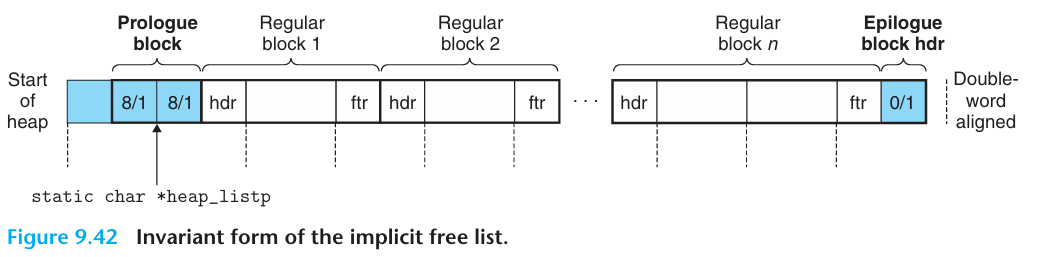 Prologue
block
Regular
block 1
Regular
block 2
Regular
block n
Epilogue
block hdr
Start
of
heap
8/1 8/1 hdr ftr hdr ftr · · · hdr ftr 0/1
Double-
word
aligned
static char *heap_listp
Figure 9.42 Invariant form of the implicit free list.